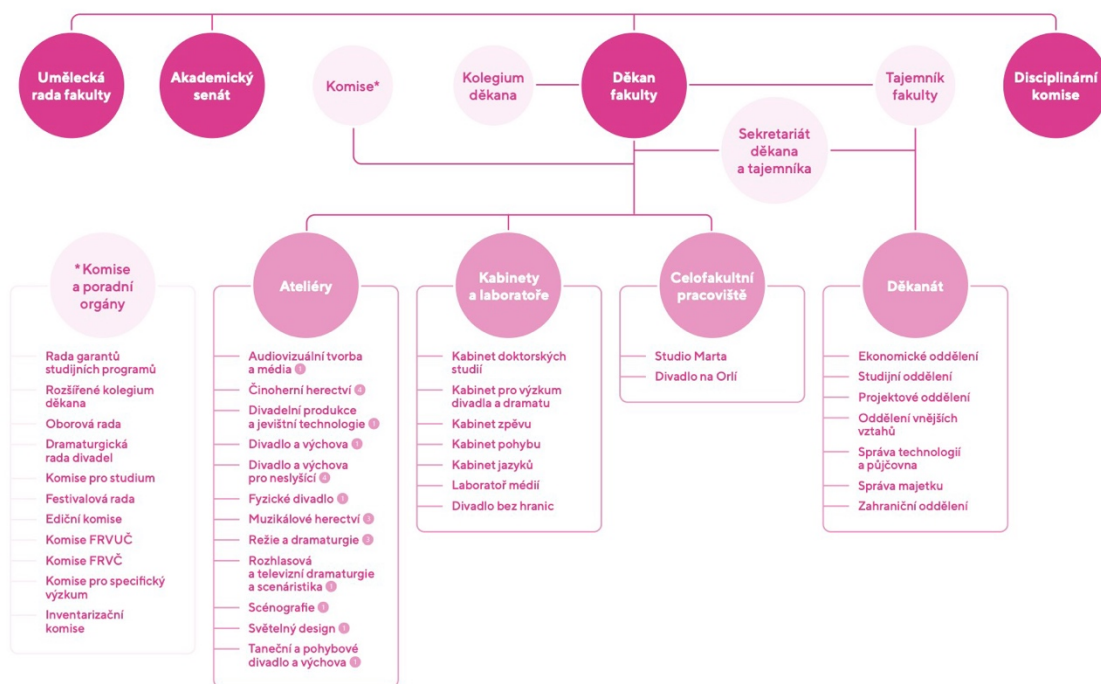 Umělecká
rada fakulty
Akademický
senát
Komise*
Kolegium
děkana
Děkan
fakulty
Tajemník
fakulty
Disciplinární
komise
Sekretariát
děkana
a tajemníka
*Komise
a poradní
orgány
Rada garantů
studijních programů
Rozšířené kolegium
děkana
Oborová rada
Dramaturgická
rada divadel
Komise pro studium
Festivalová rada
Ediční komise
Komise FRVUČ
Komise FRVČ
Komise pro specifický
výzkum
Inventarizační
komise
Ateliéry
Audiovizuální tvorba
a média
Činoherní herectví
Divadelní produkce
a jevištní technologie
Divadlo a výchova
Divadlo a výchova
pro neslyšící
Fyzické divadlo
Muzikálové herectví
Režie a dramaturgie
Rozhlasová
a televizní dramaturgie
a scenáristika
Scénografie
Světelný design
Taneční a pohybové
divadlo a výchova
Kabinety
a laboratoře
Kabinet doktorských
studií
Kabinet pro výzkum
divadla a dramatu
Kabinet zpěvu
Kabinet pohybu
Kabinet jazyků
Laboratoř médií
Divadlo bez hranic
Celofakultní
pracoviště
Studio Marta
Divadlo na Orlí
Děkanát
Ekonomické oddělení
Studijní oddělení
Projektové oddělení
Oddělení vnějších
vztahů
Správa technologií
a půjčovna
Správa majetku
Zahraniční oddělení